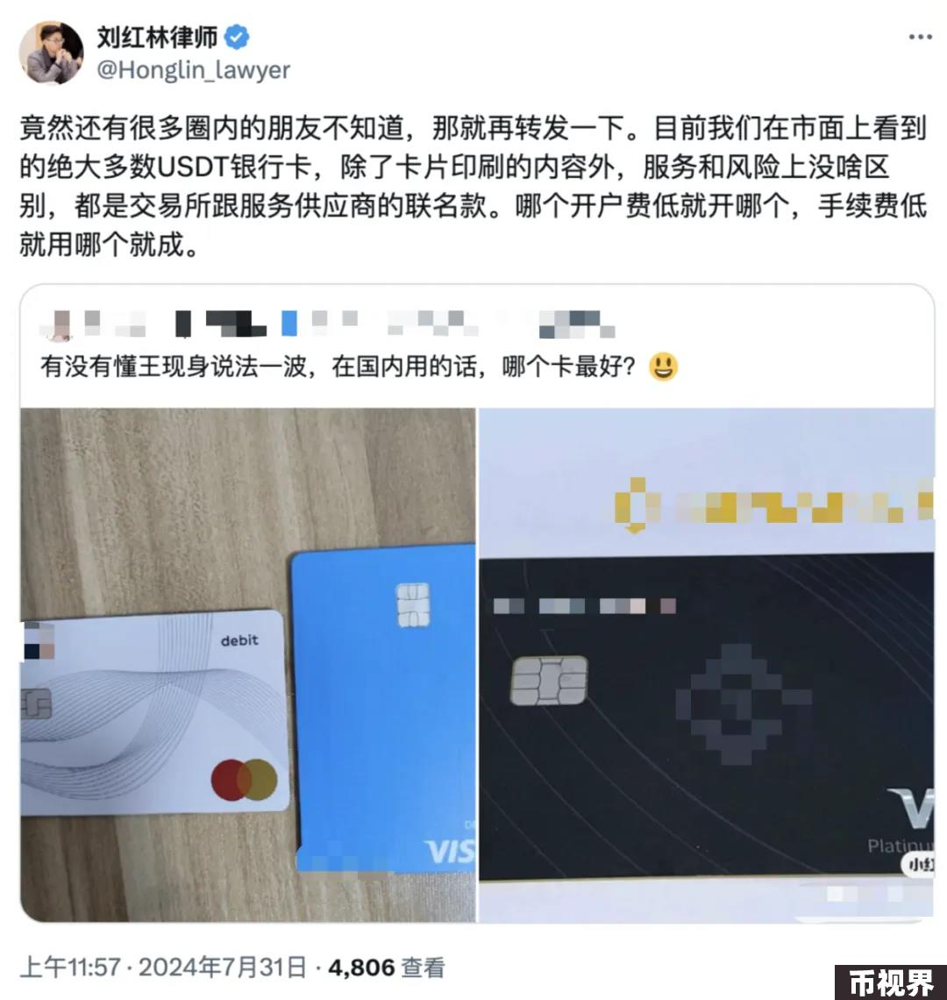 刘红林律师
@Honglin_lawyer
竟然还有很多圈内的朋友不知道，那就再转发一下。目前我们在市面上看到
的绝大多数USDT银行卡，除了卡片印刷的内容外，服务和风险上没啥区
别，都是交易所跟服务供应商的联名款。哪个开户费低就开哪个，手续费低
就用哪个就成。
有没有懂王现身说法一波，在国内用的话，哪个卡最好？
debit
VIS
V
Platinu
小红
上午11:57 · 2024年7月31日 · 4,806 查看
币视界